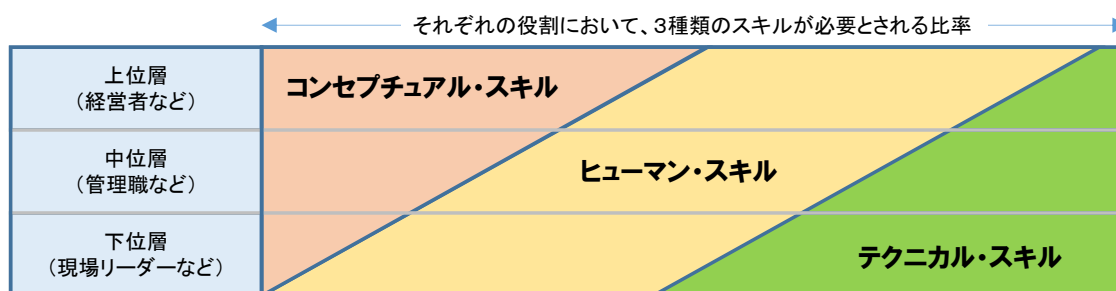 それぞれの役割において、3種類のスキルが必要とされる比率
上位層
（経営者など）
コンセプチュアル・スキル
中位層
（管理職など）
ヒューマン・スキル
下位層
（現場リーダーなど）
テクニカル・スキル